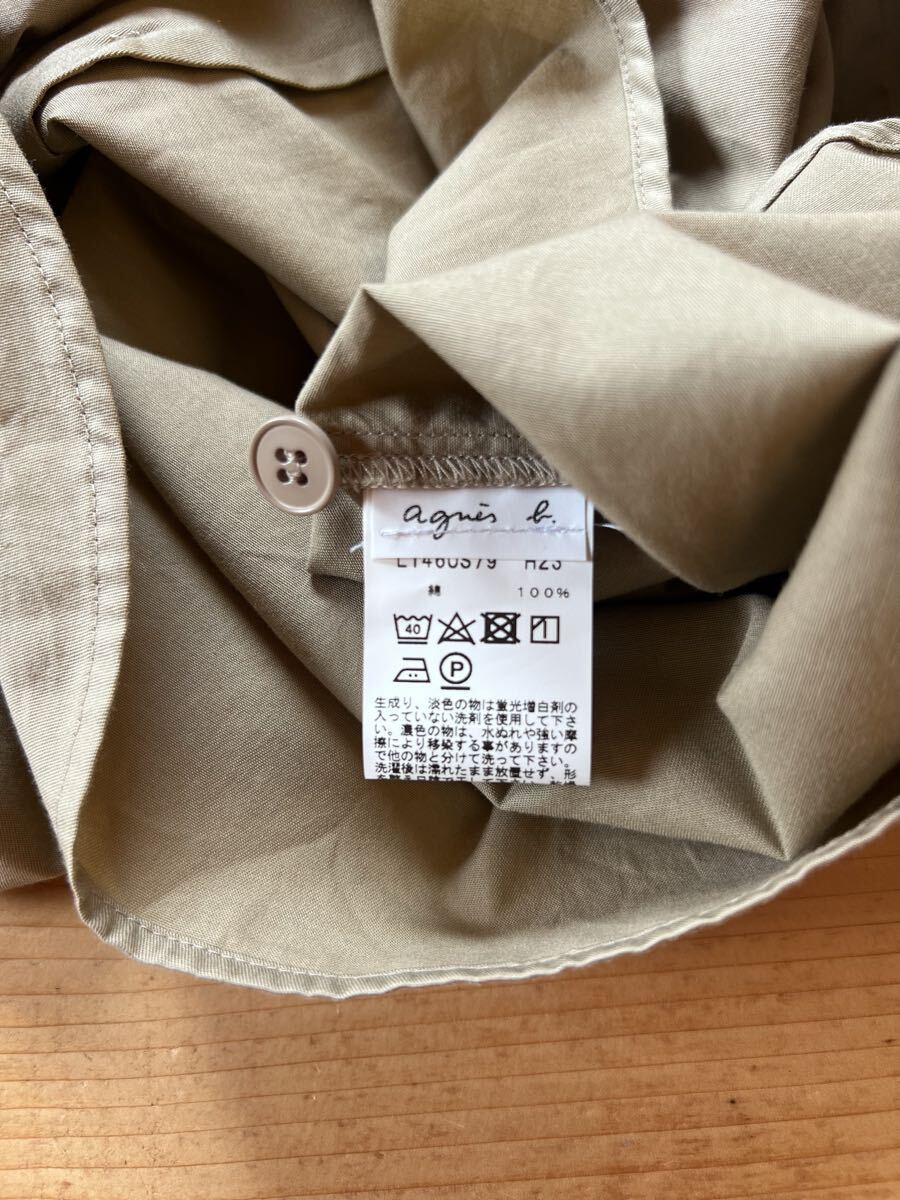 agnès b.
L1460S79 H23
綿 100%
40
P
生成り、淡色の物は蛍光増白剤の
入っていない洗剤を使用して下さ
い。濃色の物は、水ぬれや強い摩
擦により移染する事がありますの
で他の物と分けて洗って下さい。
洗濯後は濡れたまま放置せず、形